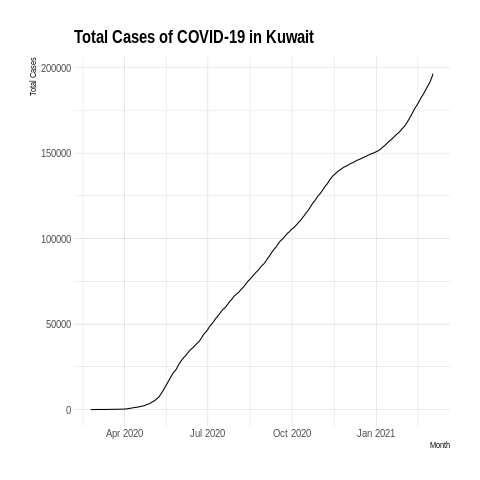 Total Cases of COVID-19 in Kuwait
Total Cases
200000
150000
100000
50000
0
Apr 2020
Jul 2020
Oct 2020
Jan 2021
Month